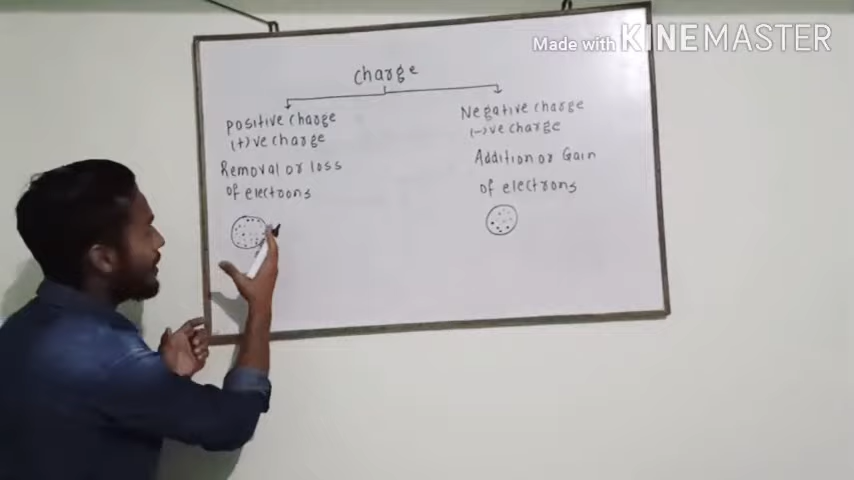 Made with KINEMASTER
Charge
Positive charge
(+)ve charge
Removal or loss
of electrons
Negative charge
(-)ve charge
Addition or Gain
of electrons